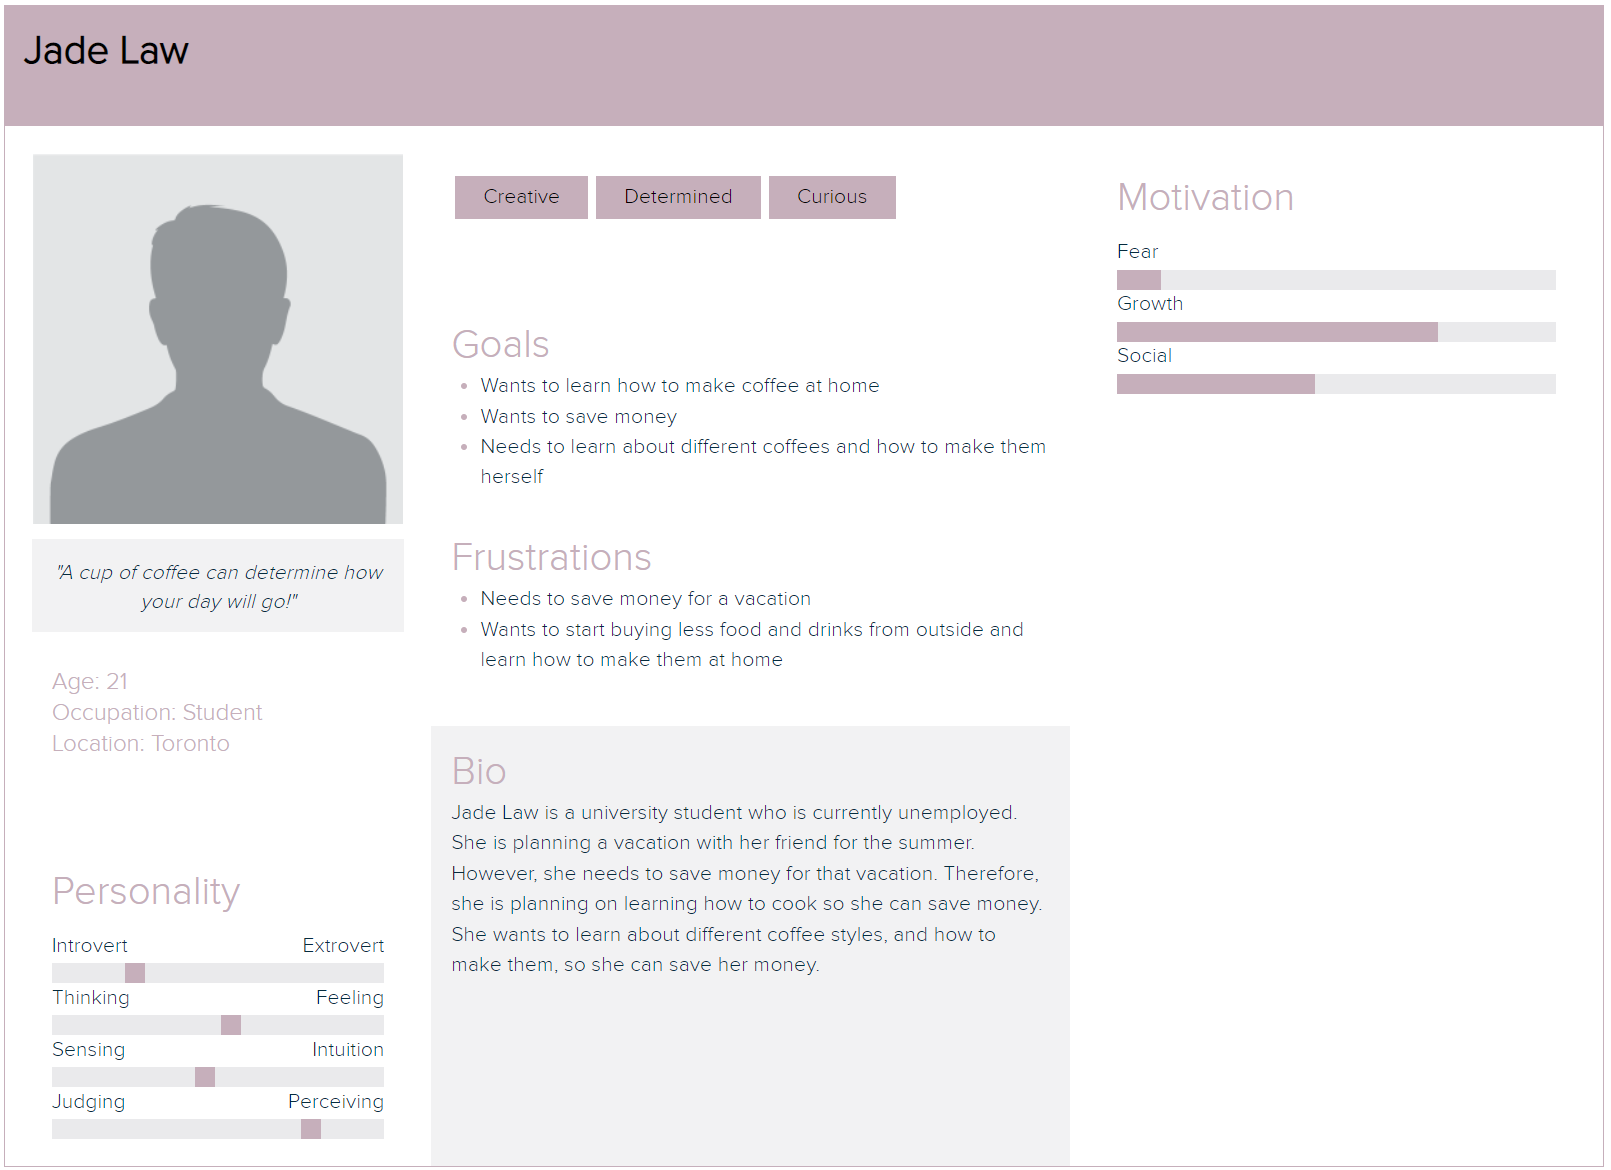 Jade Law
Creative
Determined
Curious
Goals
Wants to learn how to make coffee at home
Wants to save money
Needs to learn about different coffees and how to make them
herself
Frustrations
Needs to save money for a vacation
Wants to start buying less food and drinks from outside and
learn how to make them at home
Bio
Jade Law is a university student who is currently unemployed.
She is planning a vacation with her friend for the summer.
However, she needs to save money for that vacation. Therefore,
she is planning on learning how to cook so she can save money.
She wants to learn about different coffee styles, and how to
make them, so she can save her money.
"A cup of coffee can determine how
your day will go!"
Age: 21
Occupation: Student
Location: Toronto
Personality
Introvert Extrovert
Thinking Feeling
Sensing Intuition
Judging Perceiving
Motivation
Fear
Growth
Social